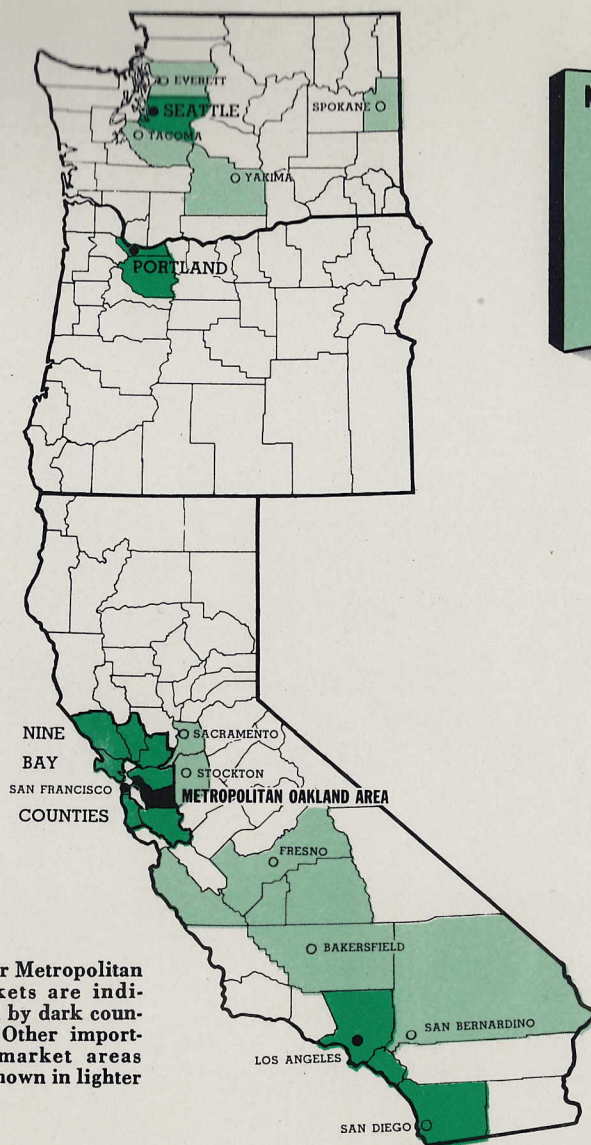 EVERETT
SEATTLE
SPOKANE
TACOMA
YAKIMA
PORTLAND
NINE
BAY
SAN FRANCISCO
COUNTIES
SACRAMENTO
STOCKTON
METROPOLITAN OAKLAND AREA
FRESNO
BAKERSFIELD
SAN BERNARDINO
LOS ANGELES
SAN DIEGO
r Metropolitan
kets are indi-
by dark coun-
Other import-
market areas
hown in lighter